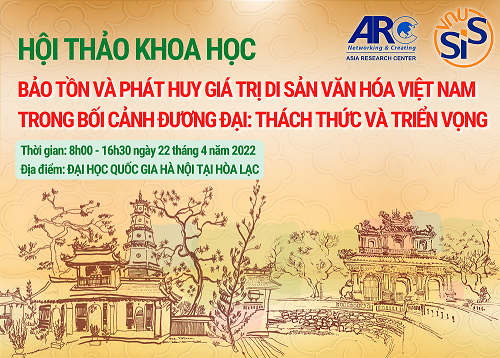 HỘI THẢO KHOA HỌC
ARC
Networking & Creating
ASIA RESEARCH CENTER
VNU
SIS
BẢO TỒN VÀ PHÁT HUY GIÁ TRỊ DI SẢN VĂN HÓA VIỆT NAM
TRONG BỐI CẢNH ĐƯƠNG ĐẠI: THÁCH THỨC VÀ TRIỂN VỌNG
Thời gian: 8h00 - 16h30 ngày 22 tháng 4 năm 2022
Địa điểm: ĐẠI HỌC QUỐC GIA HÀ NỘI TẠI HÒA LẠC